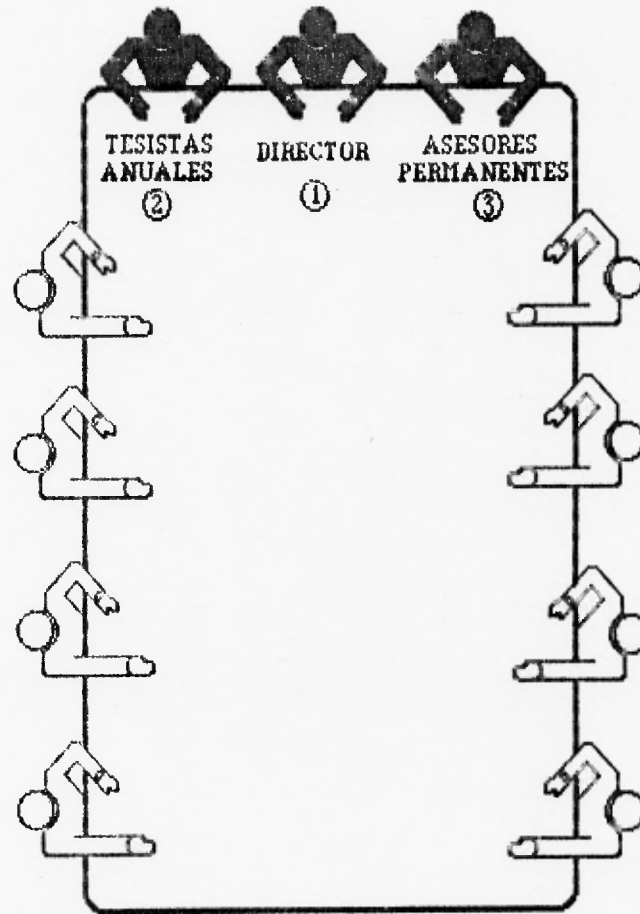 TESISTAS
ANUALES
②
DIRECTOR
①
ASESORES
PERMANENTES
③